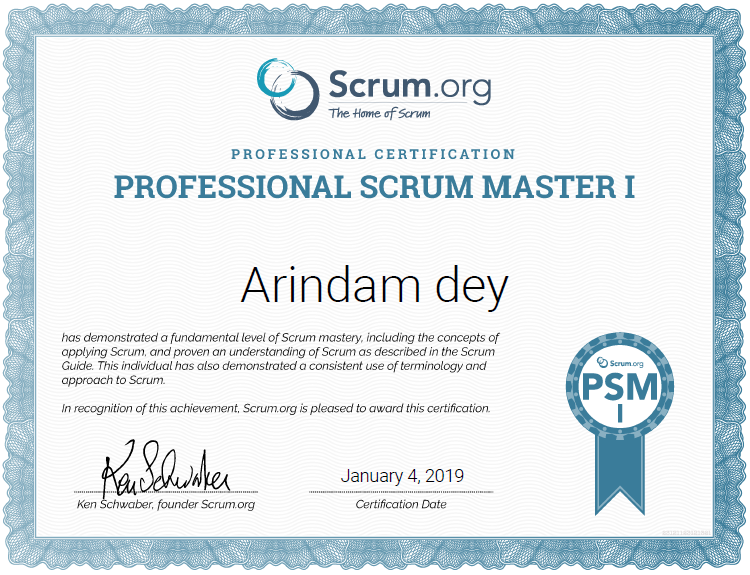 Scrum.org
The Home of Scrum
PROFESSIONAL CERTIFICATION
PROFESSIONAL SCRUM MASTER I
Arindam dey
has demonstrated a fundamental level of Scrum mastery, including the concepts of
applying Scrum, and proven an understanding of Scrum as described in the Scrum
Guide. This individual has also demonstrated a consistent use of terminology and
approach to Scrum.
In recognition of this achievement, Scrum.org is pleased to award this certification.
Scrum.org
PSM
I
Ken Schwaber
January 4, 2019
Ken Schwaber, founder Scrum.org
Certification Date